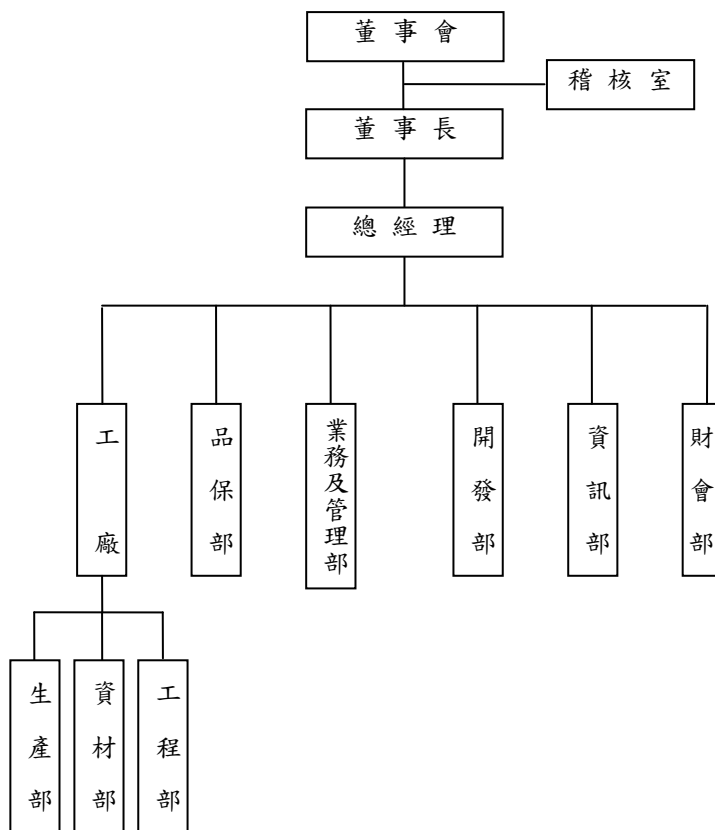 董事會
稽核室
董事長
總經理
工廠
品保部
業務及管理部
開發部
資訊部
財會部
生產部
資材部
工程部